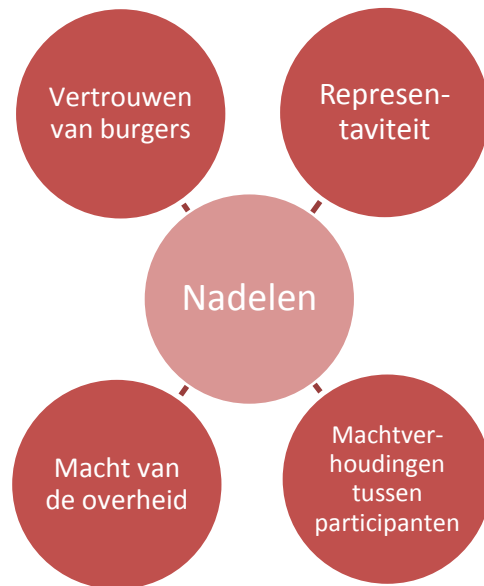 Vertrouwen
van burgers
Represen-
taviteit
Nadelen
Macht van
de overheid
Machtver-
houdingen
tussen
participanten